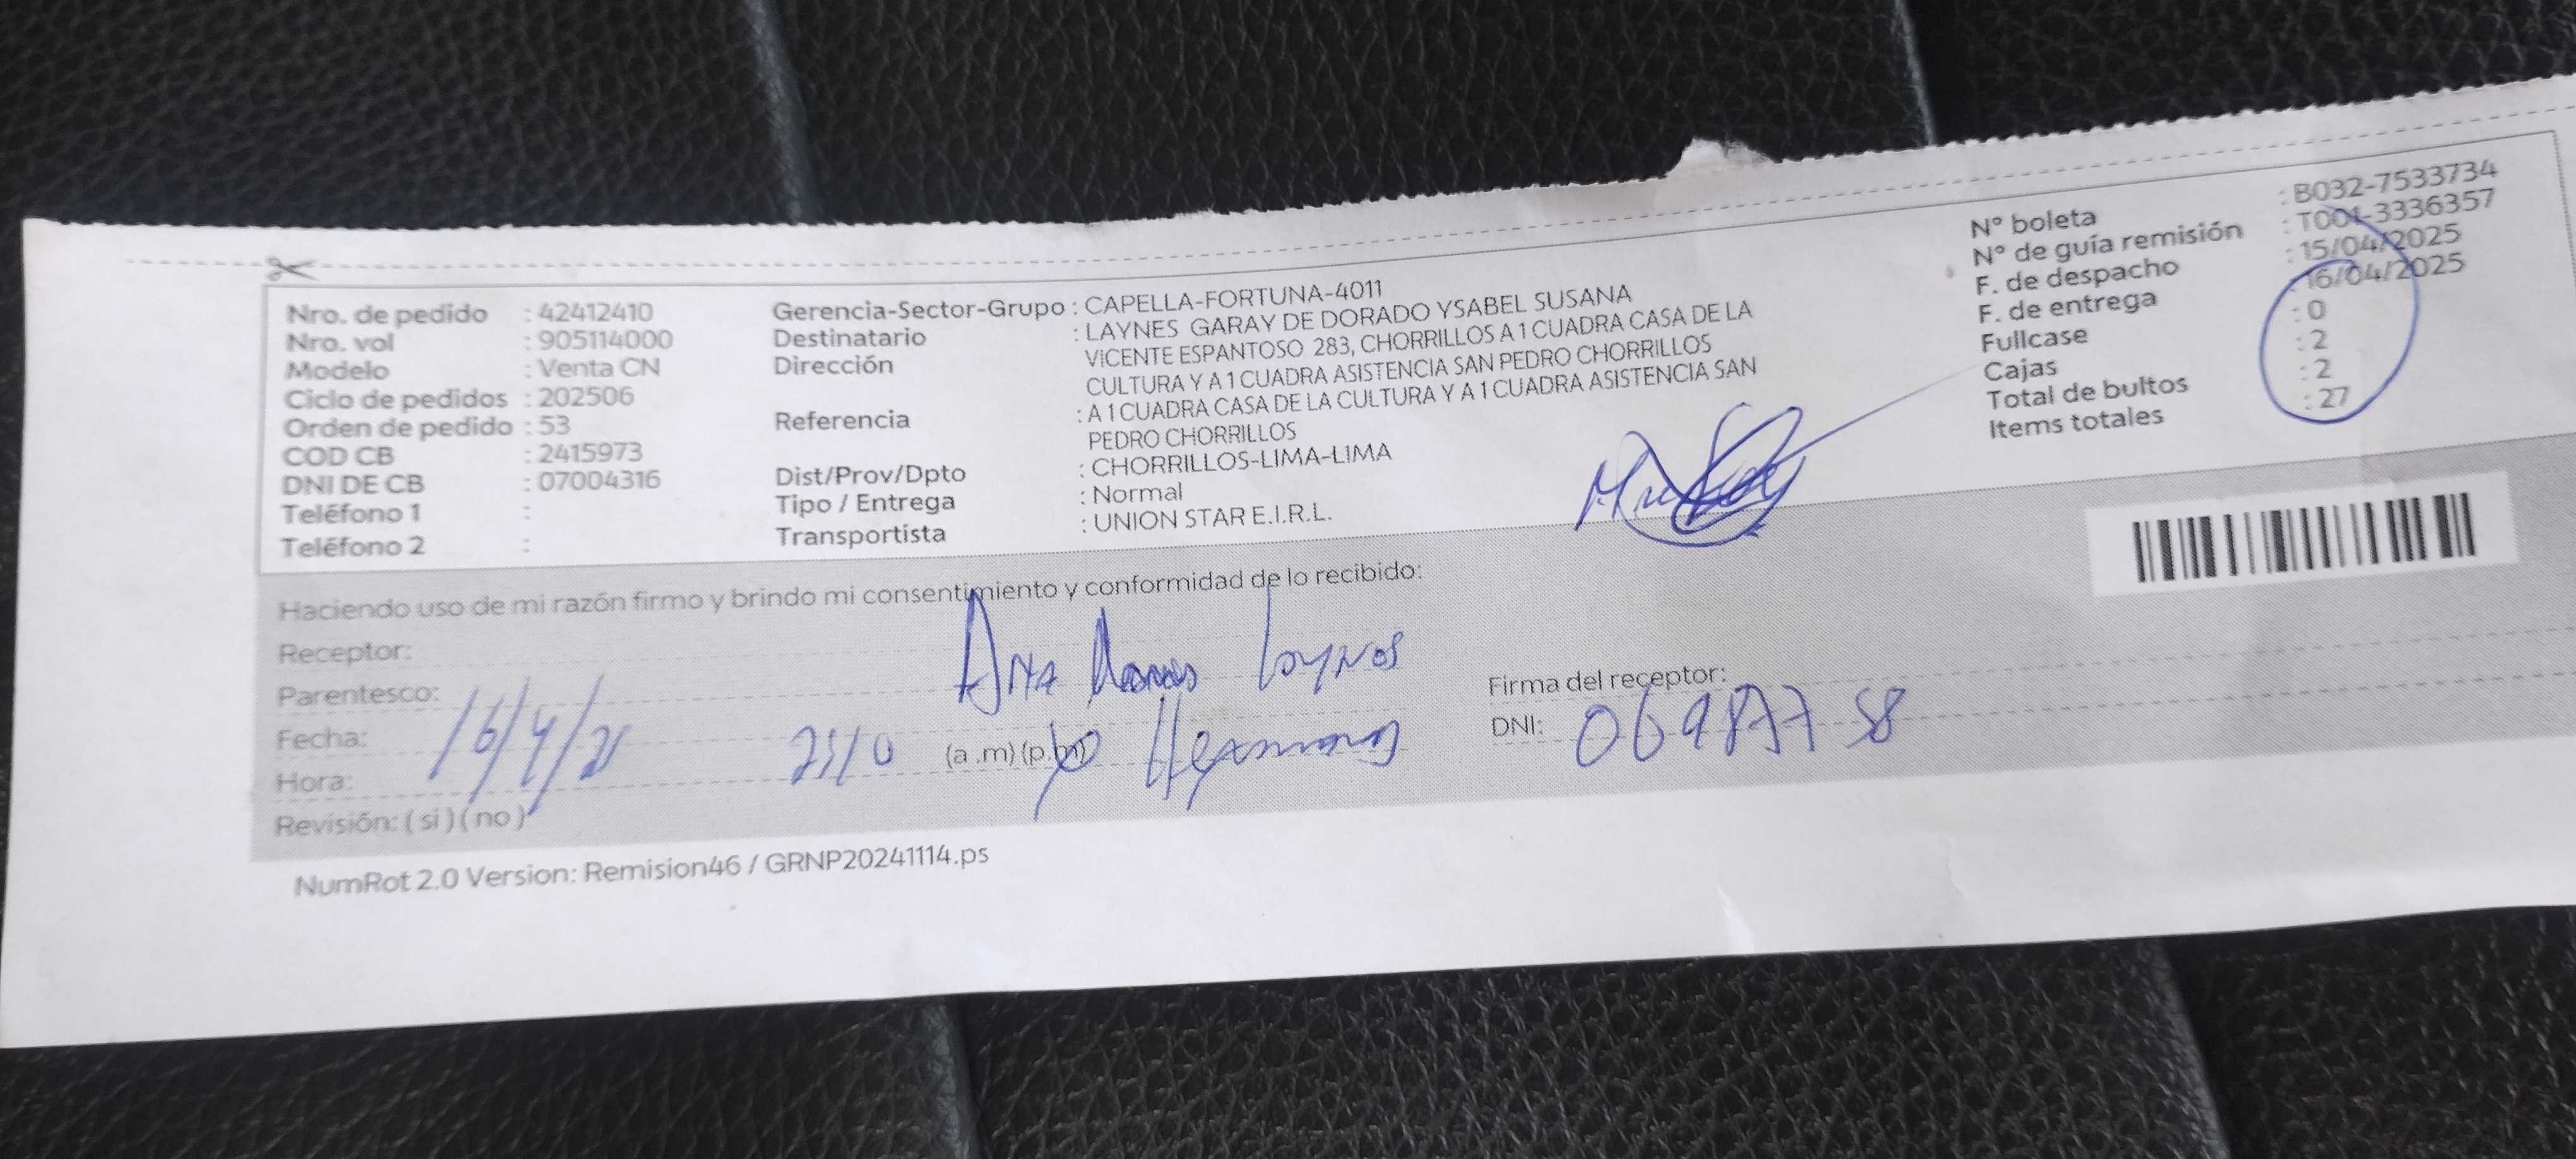 Nro. de pedido : 42412410
Nro. vol : 905114000
Modelo : Venta CN
Ciclo de pedidos : 202506
Orden de pedido : 53
COD CB : 2415973
DNI DE CB : 07004316
Teléfono 1 :
Teléfono 2 :
Gerencia-Sector-Grupo : CAPELLA-FORTUNA-4011
Destinatario : LAYNES GARAY DE DORADO YSABEL SUSANA
Dirección VICENTE ESPANTOSO 283, CHORRILLOS A 1 CUADRA CASA DE LA
CULTURA Y A 1 CUADRA ASISTENCIA SAN PEDRO CHORRILLOS
Referencia : A 1 CUADRA CASA DE LA CULTURA Y A 1 CUADRA ASISTENCIA SAN
PEDRO CHORRILLOS
Dist/Prov/Dpto : CHORRILLOS-LIMA-LIMA
Tipo / Entrega : Normal
Transportista : UNION STAR E.I.R.L.
N° boleta : B032-7533734
N° de guía remisión : T001-3336357
F. de despacho : 15/04/2025
F. de entrega : 16/04/2025
Fullcase : 0
Cajas : 2
Total de bultos : 2
Items totales : 27
Haciendo uso de mi razón firmo y brindo mi consentimiento y conformidad de lo recibido:
Receptor: Ana Laynes
Parentesco: Hermana
Fecha: 16/4/25
Hora: (a .m) (p.m)
Revisión: ( si ) ( no )
Firma del receptor:
DNI: 06987758
NumRot 2.0 Version: Remision46 / GRNP20241114.ps